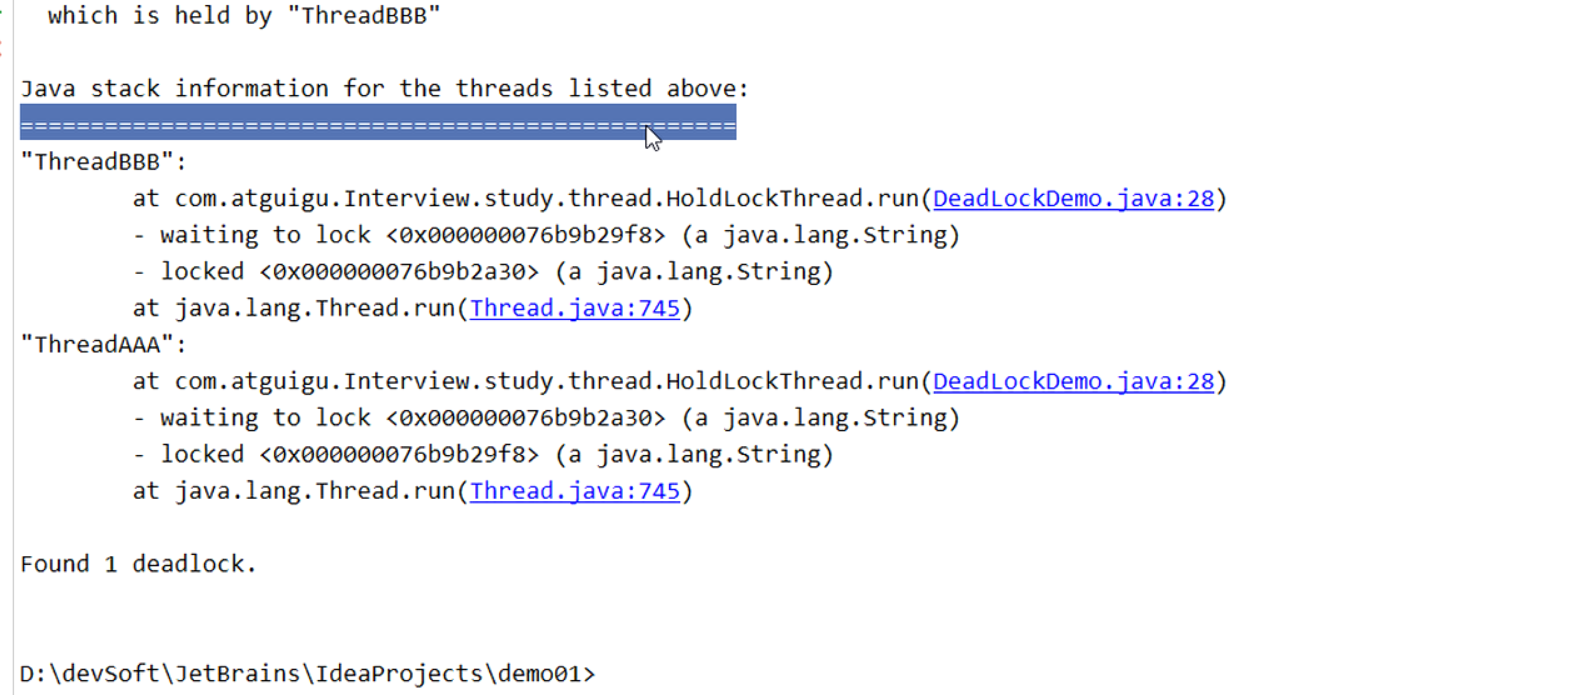 which is held by "ThreadBBB"
Java stack information for the threads listed above:
===================================================
"ThreadBBB":
at com.atguigu.Interview.study.thread.HoldLockThread.run(DeadLockDemo.java:28)
- waiting to lock <0x000000076b9b29f8> (a java.lang.String)
- locked <0x000000076b9b2a30> (a java.lang.String)
at java.lang.Thread.run(Thread.java:745)
"ThreadAAA":
at com.atguigu.Interview.study.thread.HoldLockThread.run(DeadLockDemo.java:28)
- waiting to lock <0x000000076b9b2a30> (a java.lang.String)
- locked <0x000000076b9b29f8> (a java.lang.String)
at java.lang.Thread.run(Thread.java:745)
Found 1 deadlock.
D:\devSoft\JetBrains\IdeaProjects\demo01>